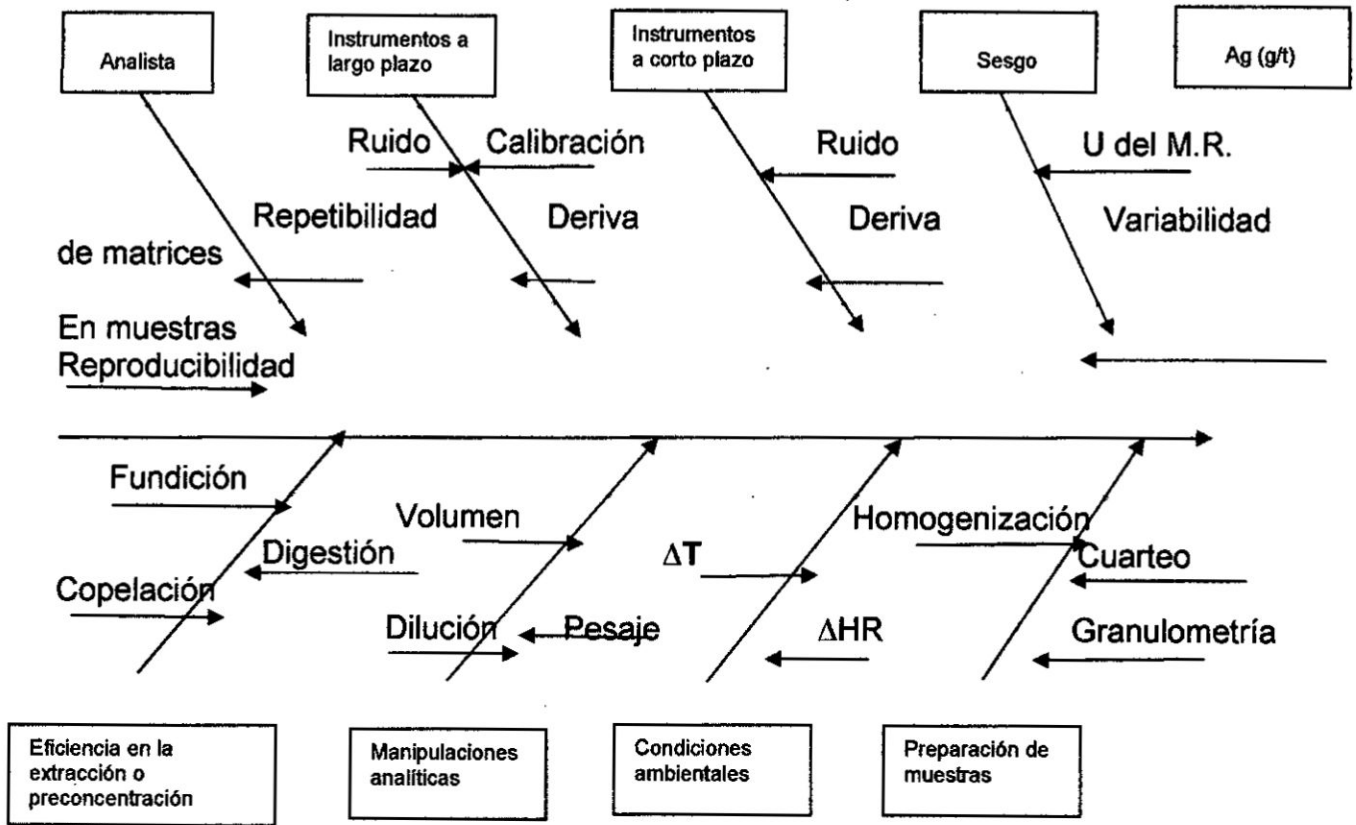 Analista
Instrumentos a
largo plazo
Instrumentos
a corto plazo
Sesgo
Ag (g/t)
Ruido
Calibración
Ruido
U del M.R.
Repetibilidad
Deriva
Deriva
Variabilidad
de matrices
En muestras
Reproducibilidad
Fundición
Volumen
Homogenización
Digestión
ΔT
Cuarteo
Copelación
Dilución
Pesaje
ΔHR
Granulometría
Eficiencia en la
extracción o
preconcentración
Manipulaciones
analíticas
Condiciones
ambientales
Preparación de
muestras